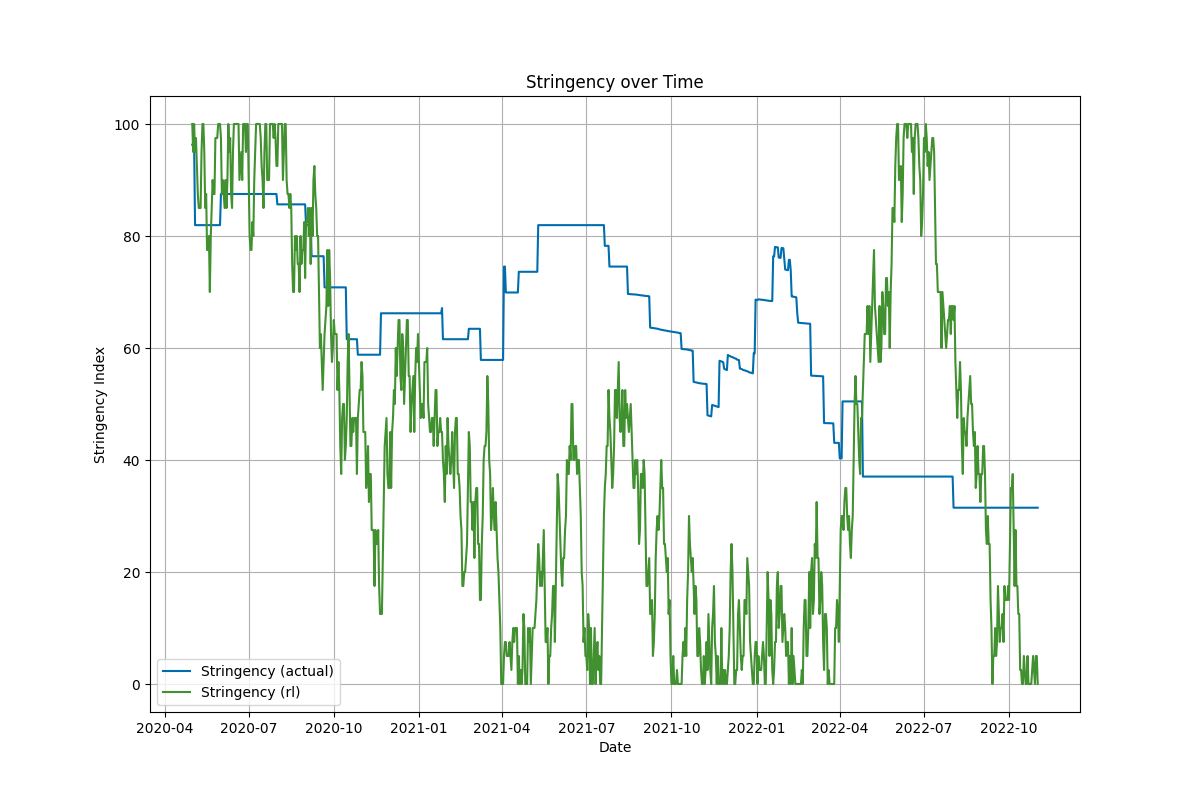 Stringency over Time
Stringency Index
100
80
60
40
20
0
Stringency (actual)
Stringency (rl)
2020-04 2020-07 2020-10 2021-01 2021-04 2021-07 2021-10 2022-01 2022-04 2022-07 2022-10
Date